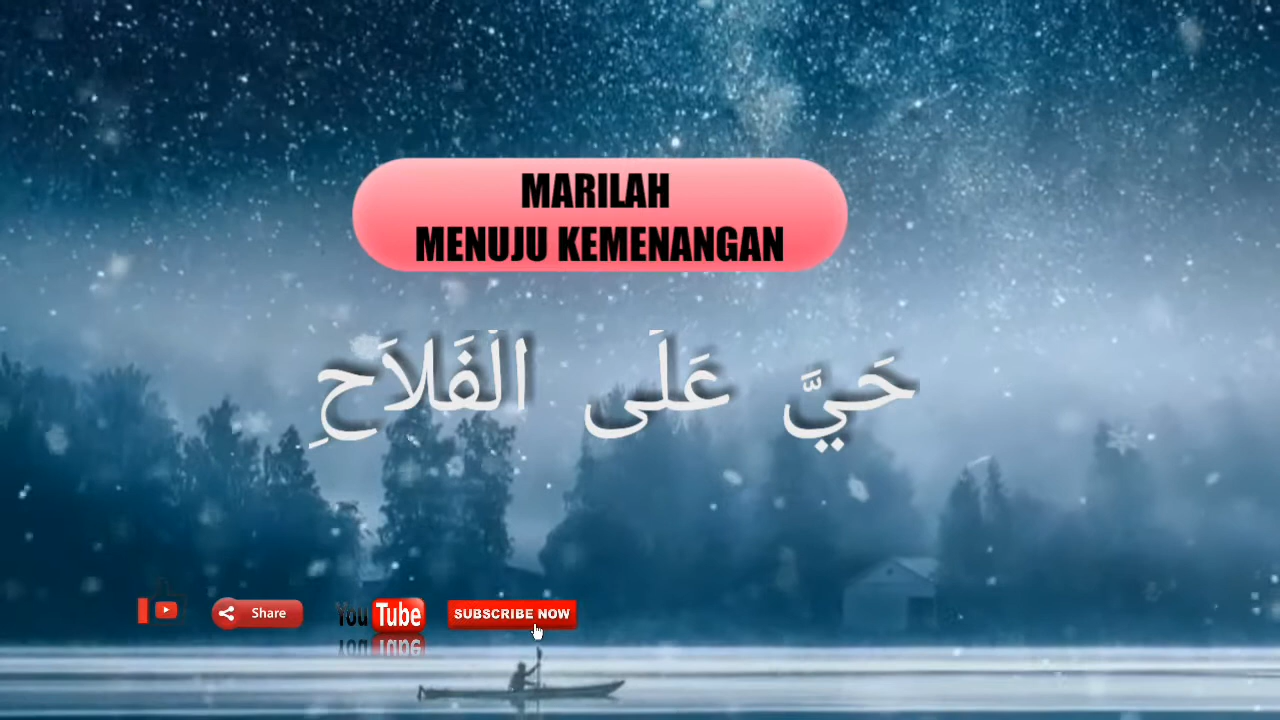 MARILAH
MENUJU KEMENANGAN
حَيَّ عَلَى الْفَلاَحِ
Share
YouTube
SUBSCRIBE NOW